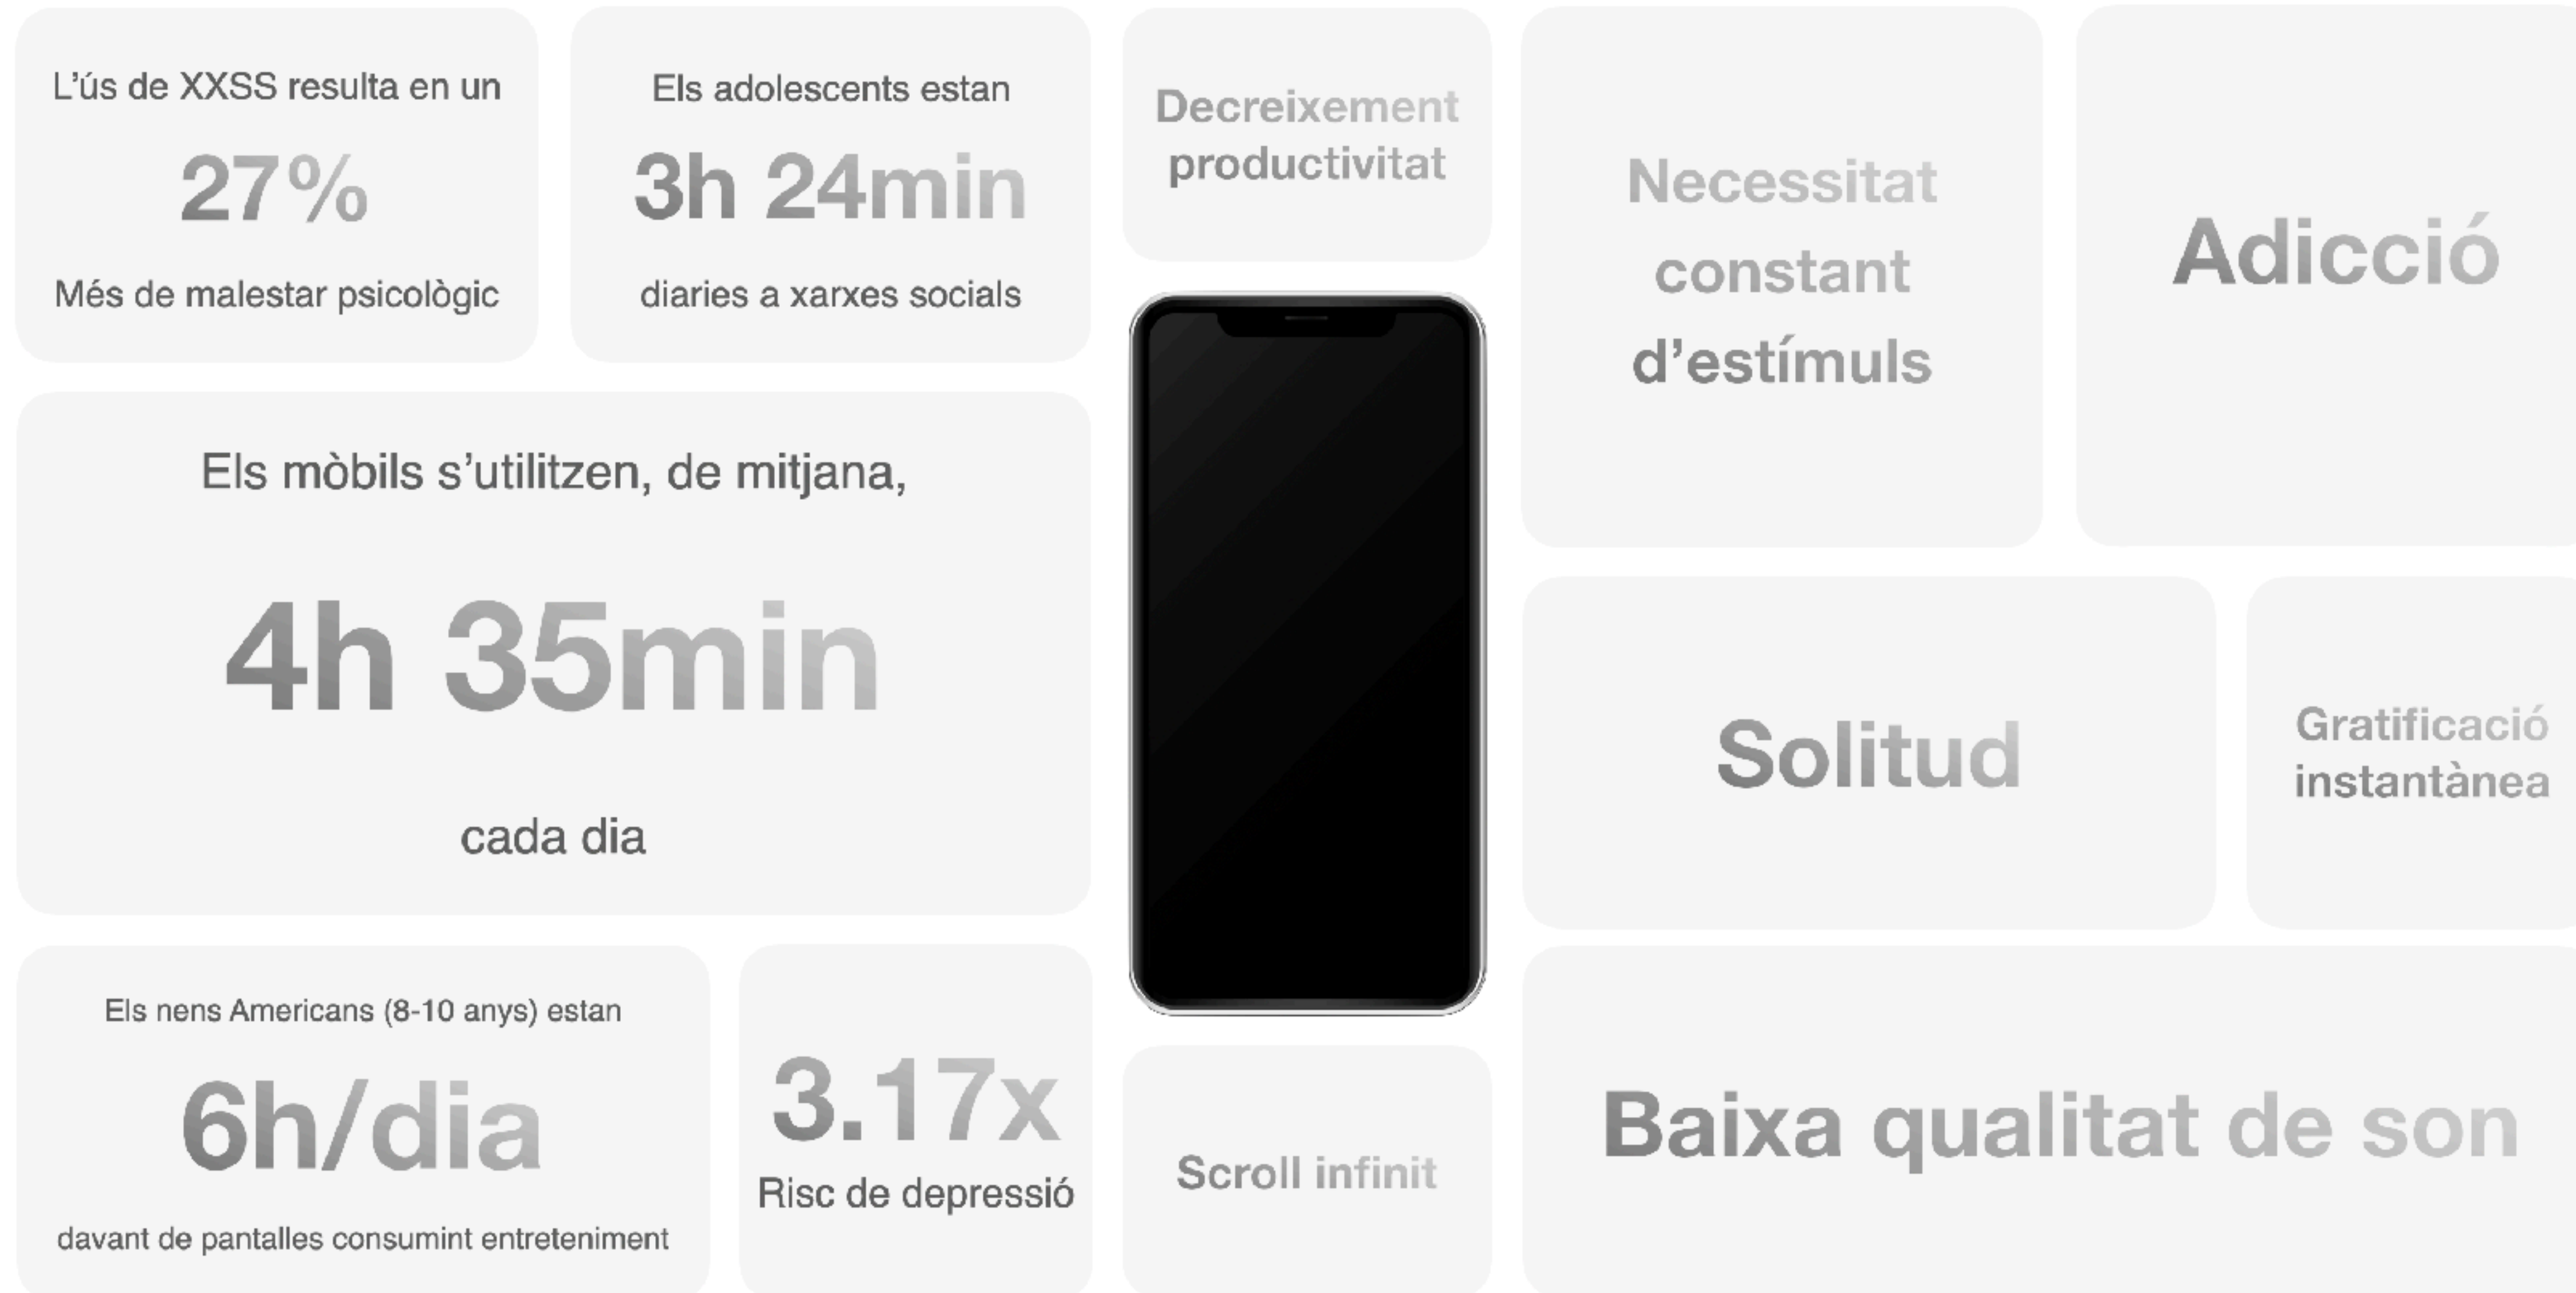 L'ús de XXSS resulta en un
27%
Més de malestar psicològic
Els adolescents estan
3h 24min
diaries a xarxes socials
Decreixement
productivitat
Necessitat
constant
d'estímuls
Adicció
Els mòbils s'utilitzen, de mitjana,
4h 35min
cada dia
Solitud
Gratificació
instantànea
Els nens Americans (8-10 anys) estan
6h/dia
davant de pantalles consumint entreteniment
3.17x
Risc de depressió
Scroll infinit
Baixa qualitat de son